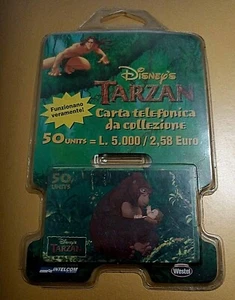 Disney's
TARZAN
Funzionano
veramente!
Carta telefonica
da collezione
50 UNITS = L. 5.000 / 2,58 Euro
50
UNITS
Disney's
TARZAN
INTELCOM
Westel